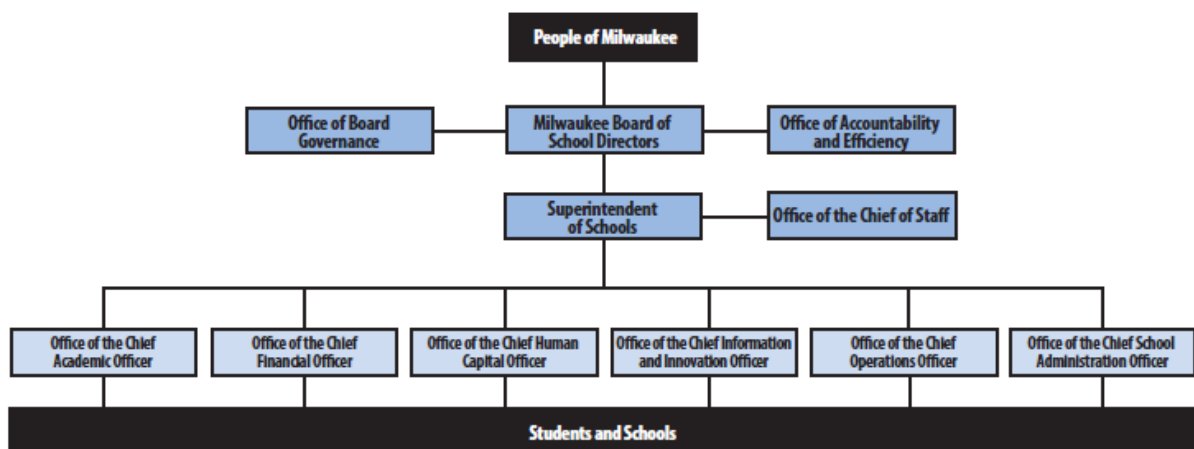 People of Milwaukee
Office of Board
Governance
Milwaukee Board of
School Directors
Office of Accountability
and Efficiency
Superintendent
of Schools
Office of the Chief of Staff
Office of the Chief
Academic Officer
Office of the Chief
Financial Officer
Office of the Chief Human
Capital Officer
Office of the Chief Information
and Innovation Officer
Office of the Chief
Operations Officer
Office of the Chief School
Administration Officer
Students and Schools